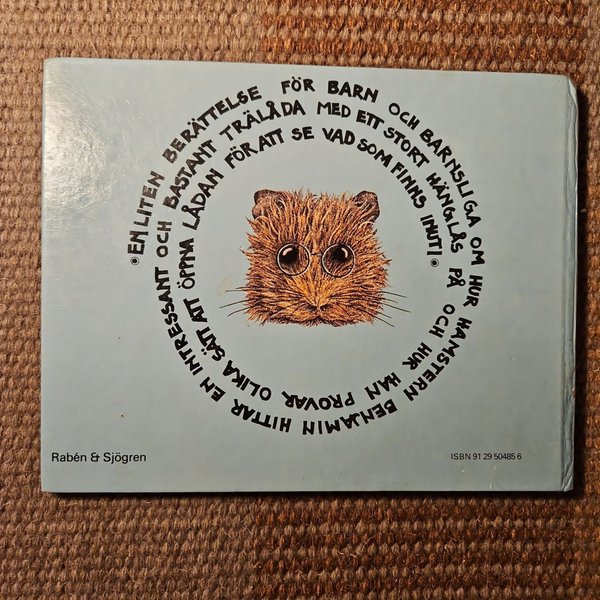 • EN LITEN BERÄTTELSE FÖR BARN OCH BARNSLIGA OM HUR HAMSTERN BENJAMIN HITTAR EN INTRESSANT OCH BASTANT TRÄLÅDA MED ETT STORT HÄNGLÅS PÅ OCH HUR HAN PROVAR OLIKA SÄTT ATT ÖPPNA LÅDAN FÖR ATT SE VAD SOM FINNS INUTI •
Rabén & Sjögren
ISBN 91 29 50485 6